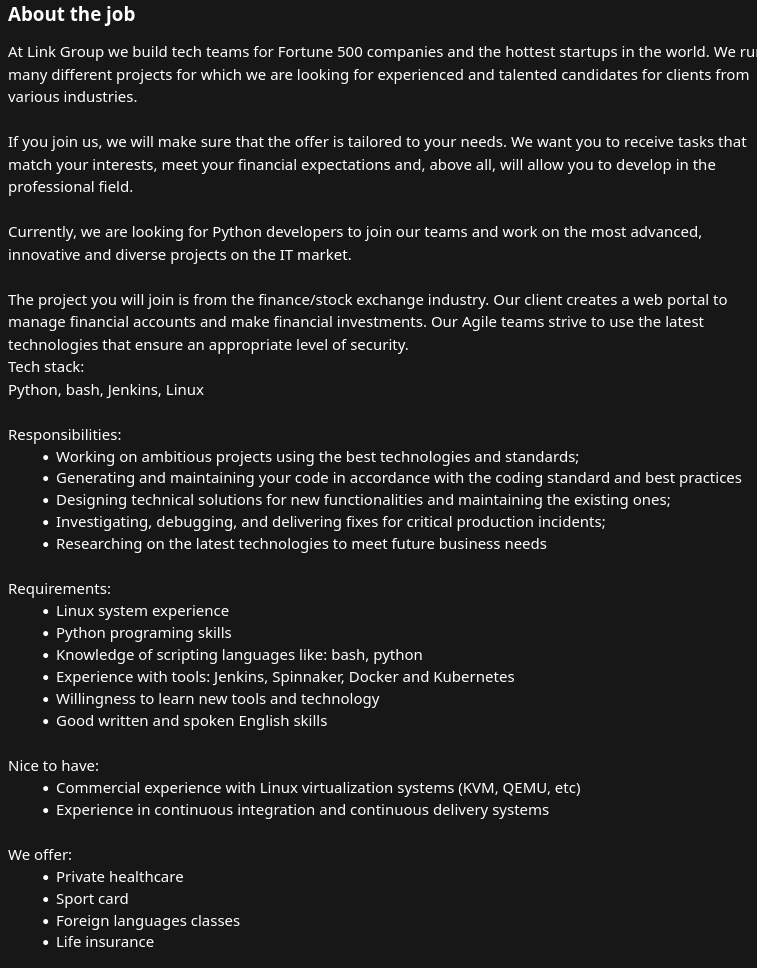 About the job
At Link Group we build tech teams for Fortune 500 companies and the hottest startups in the world. We run
many different projects for which we are looking for experienced and talented candidates for clients from
various industries.
If you join us, we will make sure that the offer is tailored to your needs. We want you to receive tasks that
match your interests, meet your financial expectations and, above all, will allow you to develop in the
professional field.
Currently, we are looking for Python developers to join our teams and work on the most advanced,
innovative and diverse projects on the IT market.
The project you will join is from the finance/stock exchange industry. Our client creates a web portal to
manage financial accounts and make financial investments. Our Agile teams strive to use the latest
technologies that ensure an appropriate level of security.
Tech stack:
Python, bash, Jenkins, Linux
Responsibilities:
• Working on ambitious projects using the best technologies and standards;
• Generating and maintaining your code in accordance with the coding standard and best practices
• Designing technical solutions for new functionalities and maintaining the existing ones;
• Investigating, debugging, and delivering fixes for critical production incidents;
• Researching on the latest technologies to meet future business needs
Requirements:
• Linux system experience
• Python programing skills
• Knowledge of scripting languages like: bash, python
• Experience with tools: Jenkins, Spinnaker, Docker and Kubernetes
• Willingness to learn new tools and technology
• Good written and spoken English skills
Nice to have:
• Commercial experience with Linux virtualization systems (KVM, QEMU, etc)
• Experience in continuous integration and continuous delivery systems
We offer:
• Private healthcare
• Sport card
• Foreign languages classes
• Life insurance